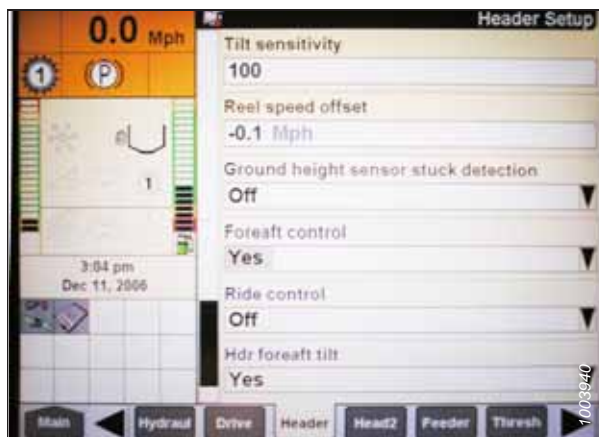 0.0 Mph
Header Setup
1
(P)
Tilt sensitivity
100
Reel speed offset
-0.1 Mph
Ground height sensor stuck detection
Off
Foreaft control
Yes
Ride control
Off
Hdr foreaft tilt
Yes
1
3:04 pm
Dec 11, 2006
Main
Hydraul
Drive
Header
Head2
Feeder
Thresh
1003940